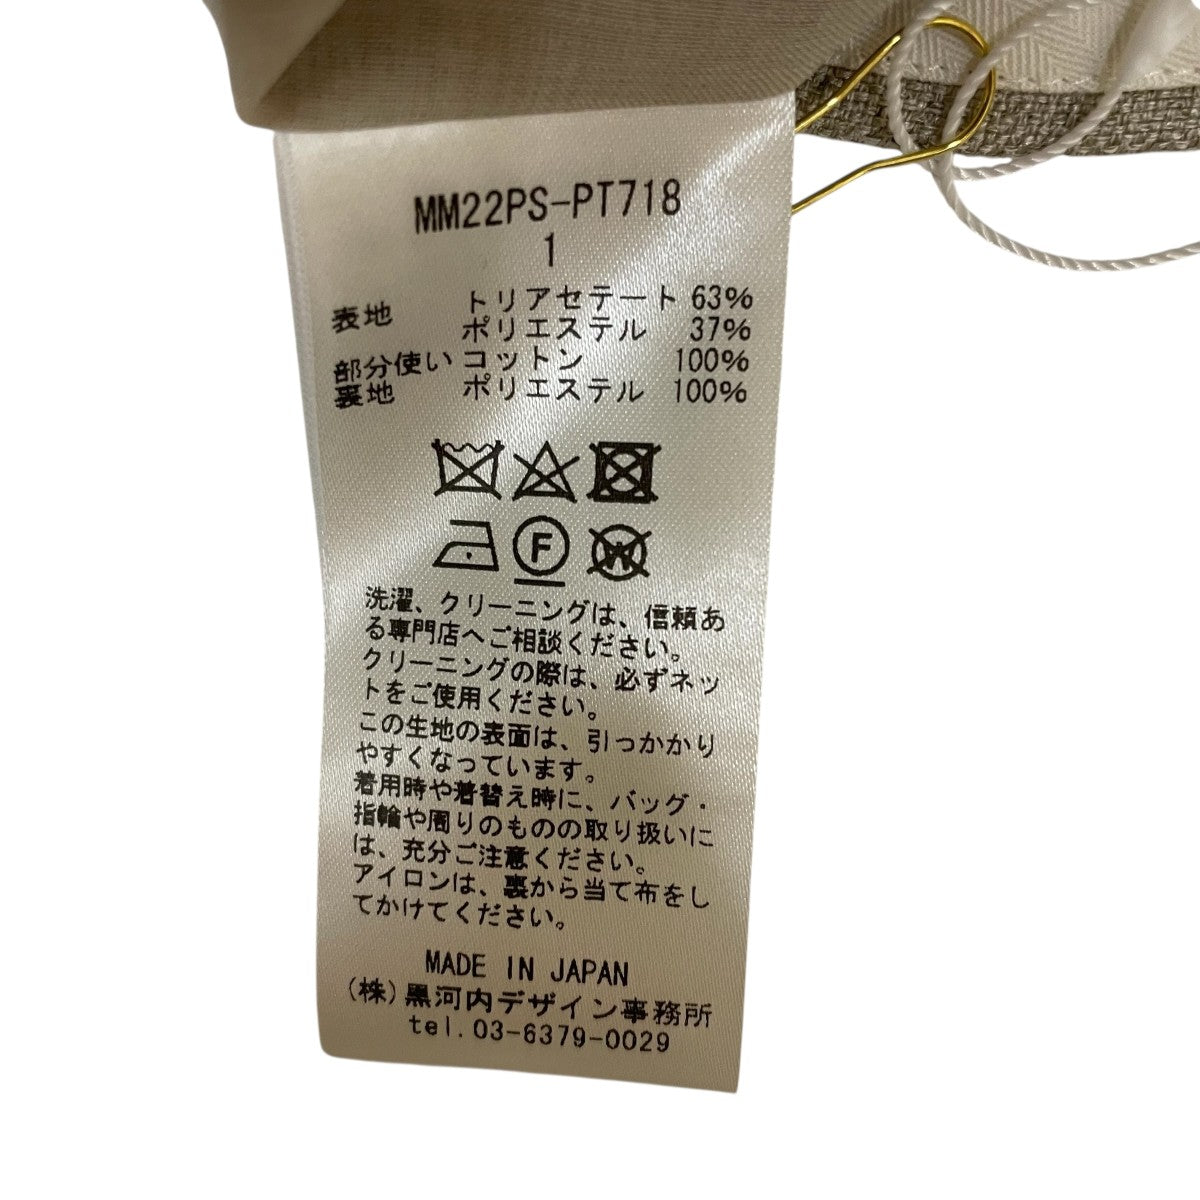 MM22PS-PT718
1
表地 トリアセテート 63%
ポリエステル 37%
部分使い コットン 100%
裏地 ポリエステル 100%
F
W
洗濯、クリーニングは、信頼あ
る専門店へご相談ください。
クリーニングの際は、必ずネッ
トをご使用ください。
この生地の表面は、引っかかり
やすくなっています。
着用時や着替え時に、バッグ・
指輪や周りのものの取り扱いに
は、充分ご注意ください。
アイロンは、裏から当て布をし
てかけてください。
MADE IN JAPAN
(株)黒河内デザイン事務所
tel.03-6379-0029